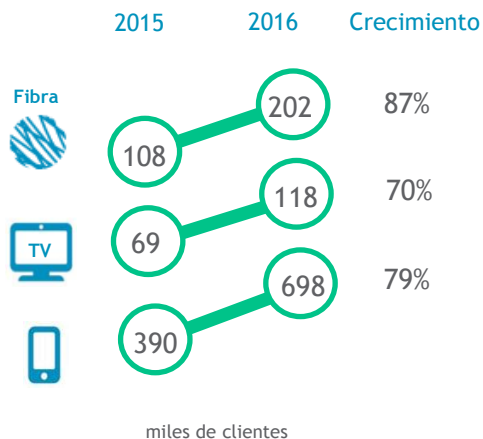 2015 2016 Crecimiento
Fibra
202 87%
108
118 70%
69
TV
698 79%
390
miles de clientes